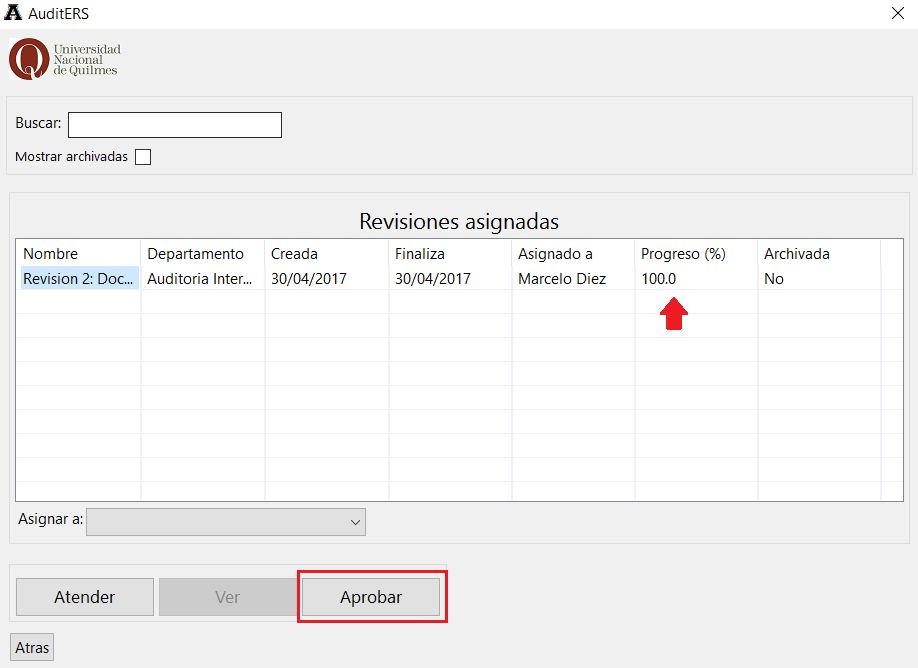 AuditERS
Universidad
Nacional
de Quilmes
Buscar:
Mostrar archivadas
Revisiones asignadas
Nombre Departamento Creada Finaliza Asignado a Progreso (%) Archivada
Revision 2: Doc... Auditoria Inter... 30/04/2017 30/04/2017 Marcelo Diez 100.0 No
Asignar a:
Atender Ver Aprobar
Atras